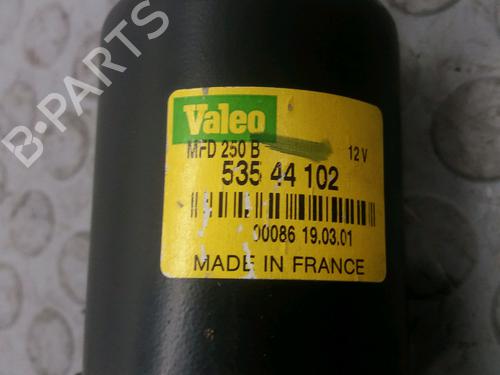 B-PARTS
Valeo
MFD 250 B 12 V
535 44 102
00086 19.03.01
MADE IN FRANCE